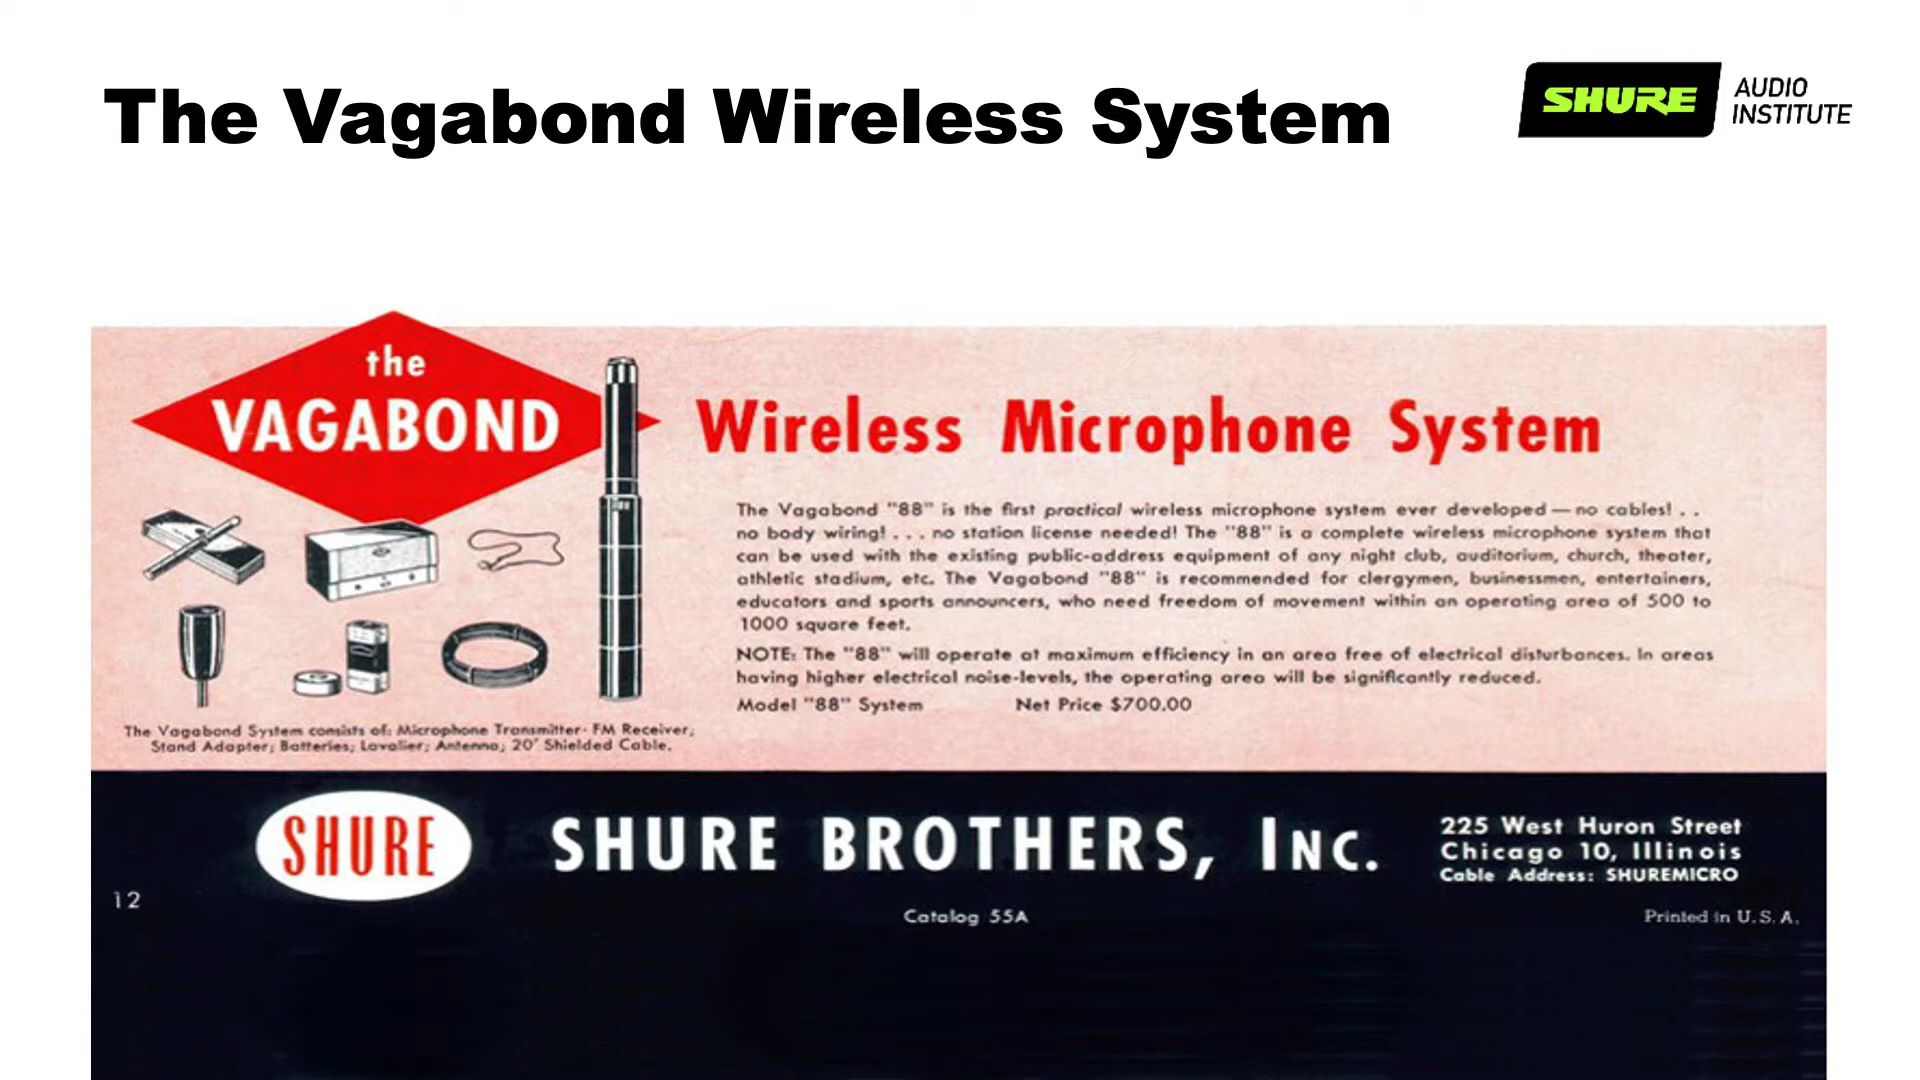 The Vagabond Wireless System
SHURE AUDIO
INSTITUTE
the
VAGABOND
Wireless Microphone System
The Vagabond "88" is the first practical wireless microphone system ever developed — no cables! . .
no body wiring! . . . no station license needed! The "88" is a complete wireless microphone system that
can be used with the existing public-address equipment of any night club, auditorium, church, theater,
athletic stadium, etc. The Vagabond "88" is recommended for clergymen, businessmen, entertainers,
educators and sports announcers, who need freedom of movement within an operating area of 500 to
1000 square feet.
NOTE: The "88" will operate at maximum efficiency in an area free of electrical disturbances. In areas
having higher electrical noise-levels, the operating area will be significantly reduced.
Model "88" System Net Price $700.00
The Vagabond System consists of: Microphone Transmitter· FM Receiver,
Stand Adapter; Batteries; Lavalier; Antenna; 20' Shielded Cable.
SHURE
SHURE BROTHERS, INC.
225 West Huron Street
Chicago 10, Illinois
Cable Address: SHUREMICRO
12
Catalog 55A
Printed in U. S. A.